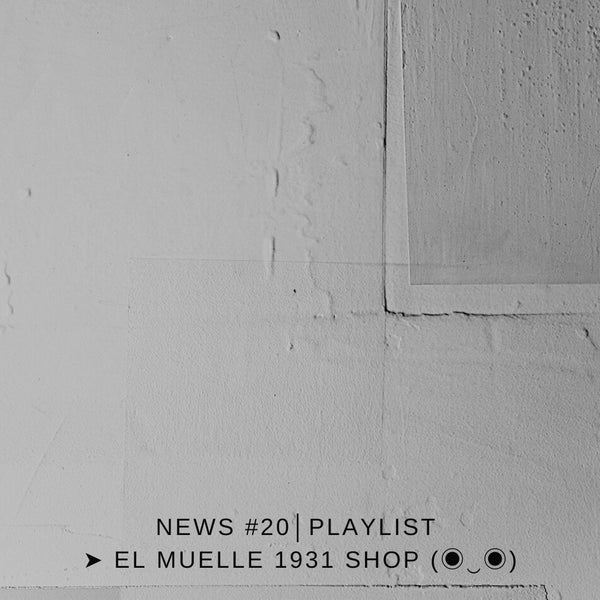 NEWS #20│PLAYLIST
➤ EL MUELLE 1931 SHOP (◉‿◉)